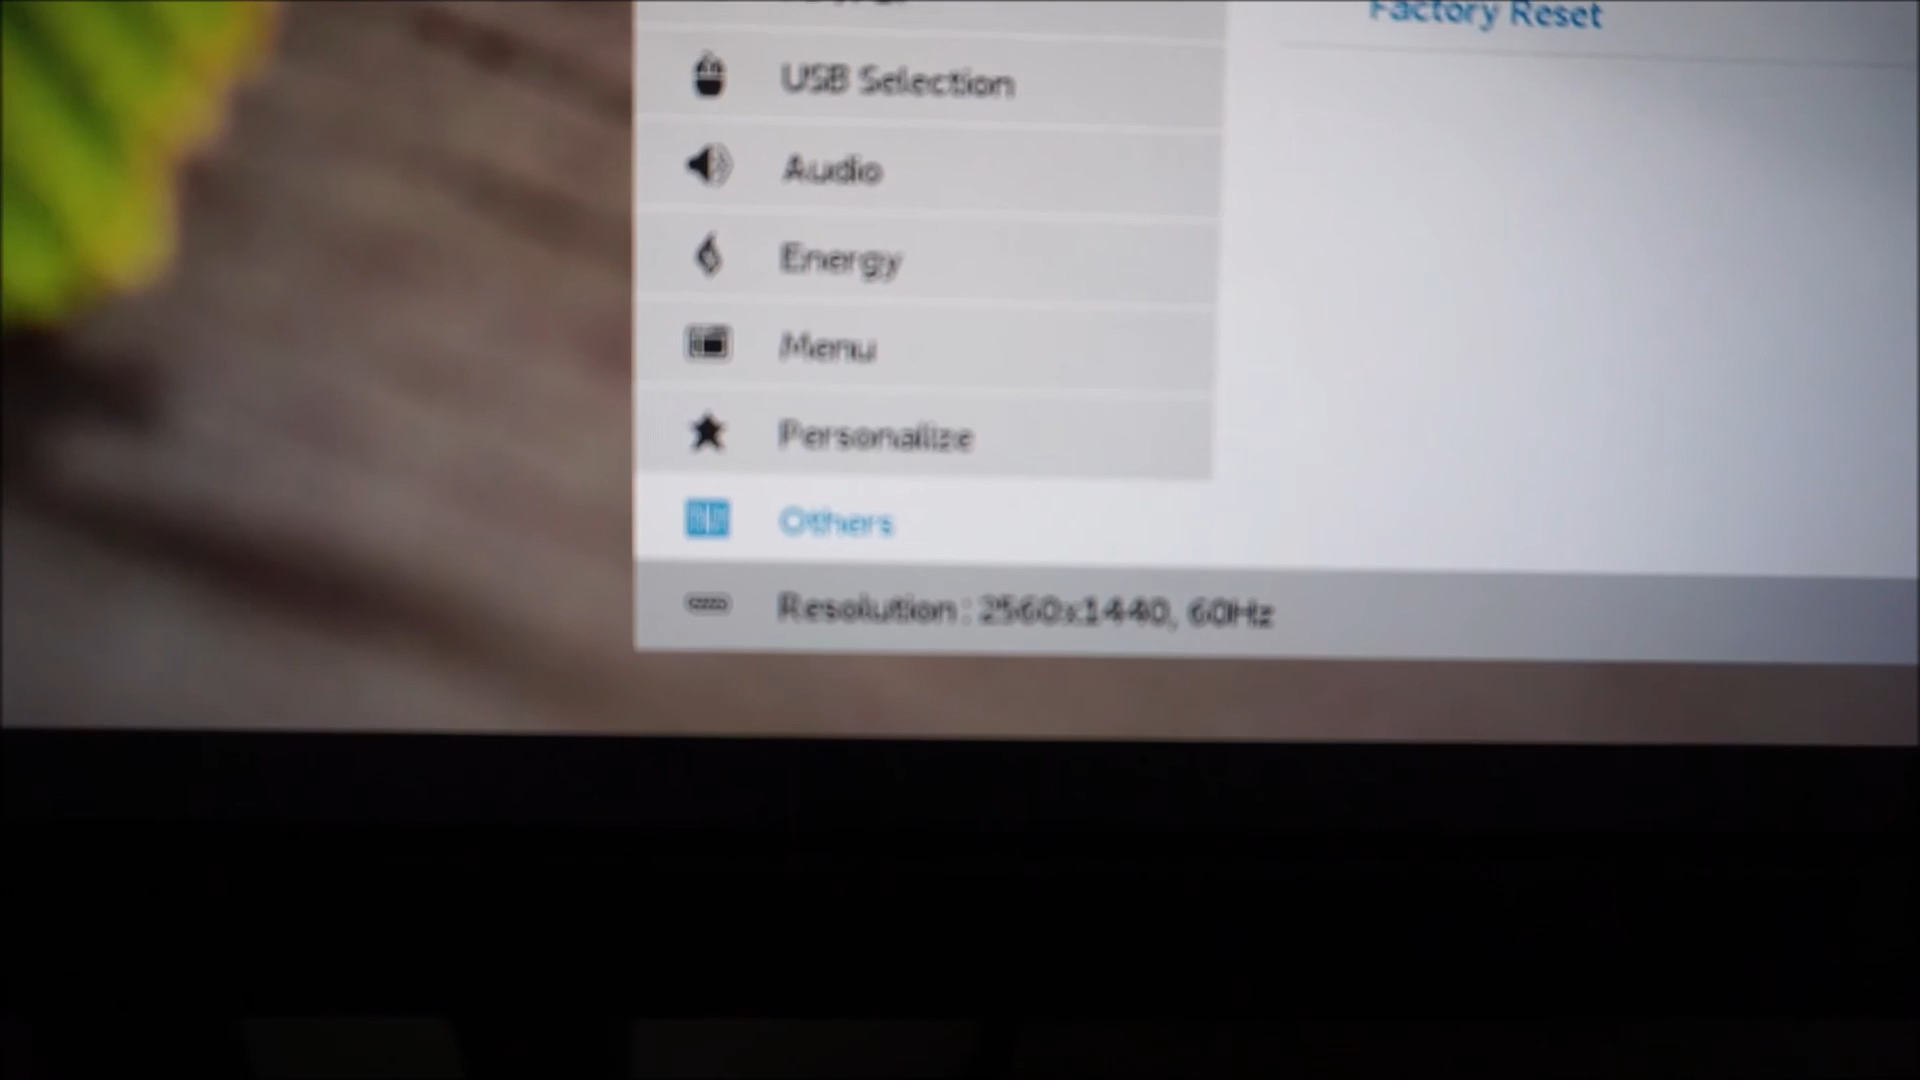 Factory Reset
USB Selection
Audio
Energy
Menu
Personalize
Others
Resolution: 2560x1440, 60Hz